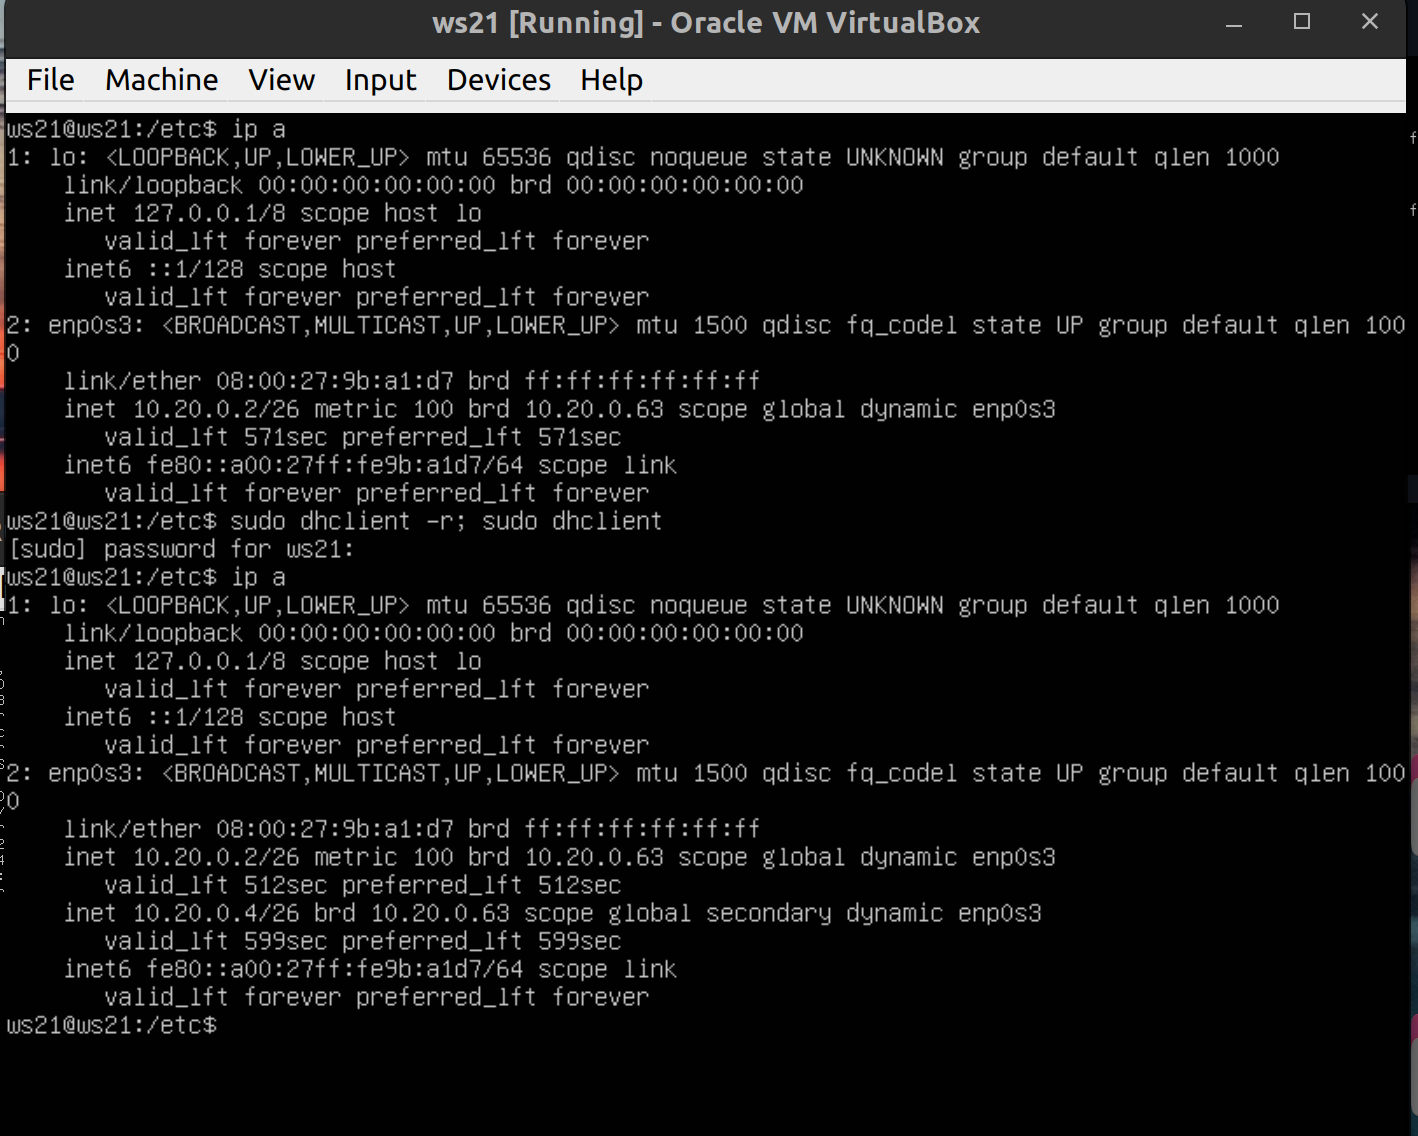 ws21 [Running] - Oracle VM VirtualBox
File Machine View Input Devices Help
ws21@ws21:/etc$ ip a
1: lo: <LOOPBACK,UP,LOWER_UP> mtu 65536 qdisc noqueue state UNKNOWN group default qlen 1000
    link/loopback 00:00:00:00:00:00 brd 00:00:00:00:00:00
    inet 127.0.0.1/8 scope host lo
       valid_lft forever preferred_lft forever
    inet6 ::1/128 scope host
       valid_lft forever preferred_lft forever
2: enp0s3: <BROADCAST,MULTICAST,UP,LOWER_UP> mtu 1500 qdisc fq_codel state UP group default qlen 100
0
    link/ether 08:00:27:9b:a1:d7 brd ff:ff:ff:ff:ff:ff
    inet 10.20.0.2/26 metric 100 brd 10.20.0.63 scope global dynamic enp0s3
       valid_lft 571sec preferred_lft 571sec
    inet6 fe80::a00:27ff:fe9b:a1d7/64 scope link
       valid_lft forever preferred_lft forever
ws21@ws21:/etc$ sudo dhclient -r; sudo dhclient
[sudo] password for ws21:
ws21@ws21:/etc$ ip a
1: lo: <LOOPBACK,UP,LOWER_UP> mtu 65536 qdisc noqueue state UNKNOWN group default qlen 1000
    link/loopback 00:00:00:00:00:00 brd 00:00:00:00:00:00
    inet 127.0.0.1/8 scope host lo
       valid_lft forever preferred_lft forever
    inet6 ::1/128 scope host
       valid_lft forever preferred_lft forever
2: enp0s3: <BROADCAST,MULTICAST,UP,LOWER_UP> mtu 1500 qdisc fq_codel state UP group default qlen 100
0
    link/ether 08:00:27:9b:a1:d7 brd ff:ff:ff:ff:ff:ff
    inet 10.20.0.2/26 metric 100 brd 10.20.0.63 scope global dynamic enp0s3
       valid_lft 512sec preferred_lft 512sec
    inet 10.20.0.4/26 brd 10.20.0.63 scope global secondary dynamic enp0s3
       valid_lft 599sec preferred_lft 599sec
    inet6 fe80::a00:27ff:fe9b:a1d7/64 scope link
       valid_lft forever preferred_lft forever
ws21@ws21:/etc$